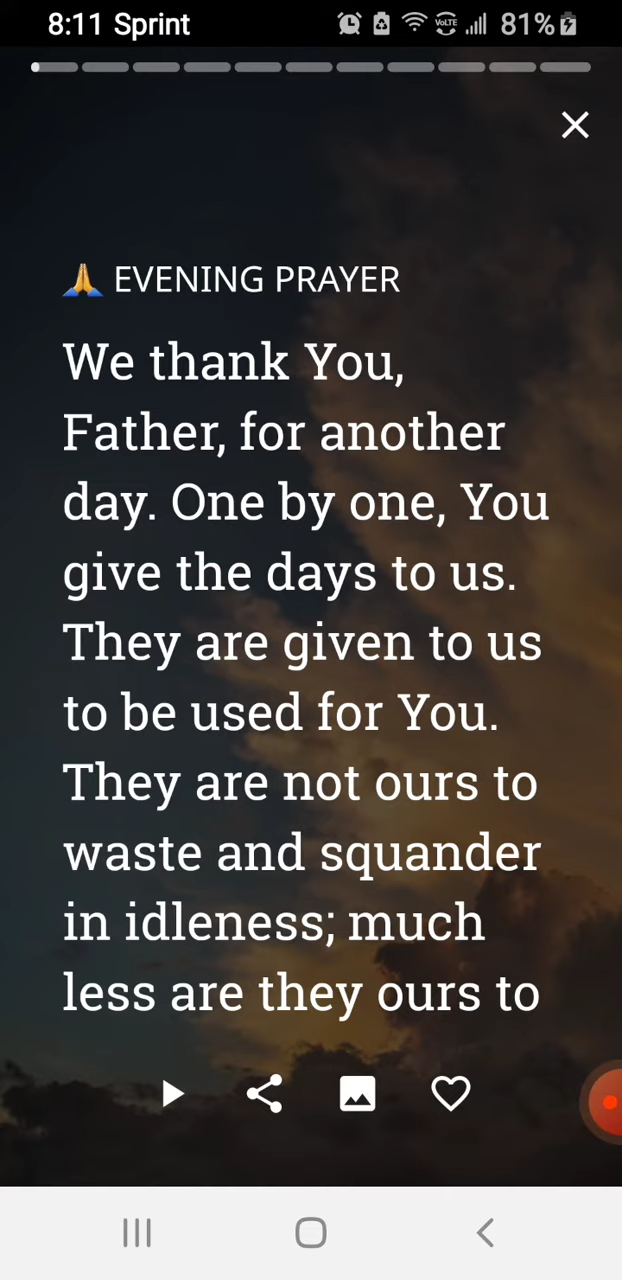 8:11 Sprint VoLTE 81%
🙏 EVENING PRAYER
We thank You,
Father, for another
day. One by one, You
give the days to us.
They are given to us
to be used for You.
They are not ours to
waste and squander
in idleness; much
less are they ours to